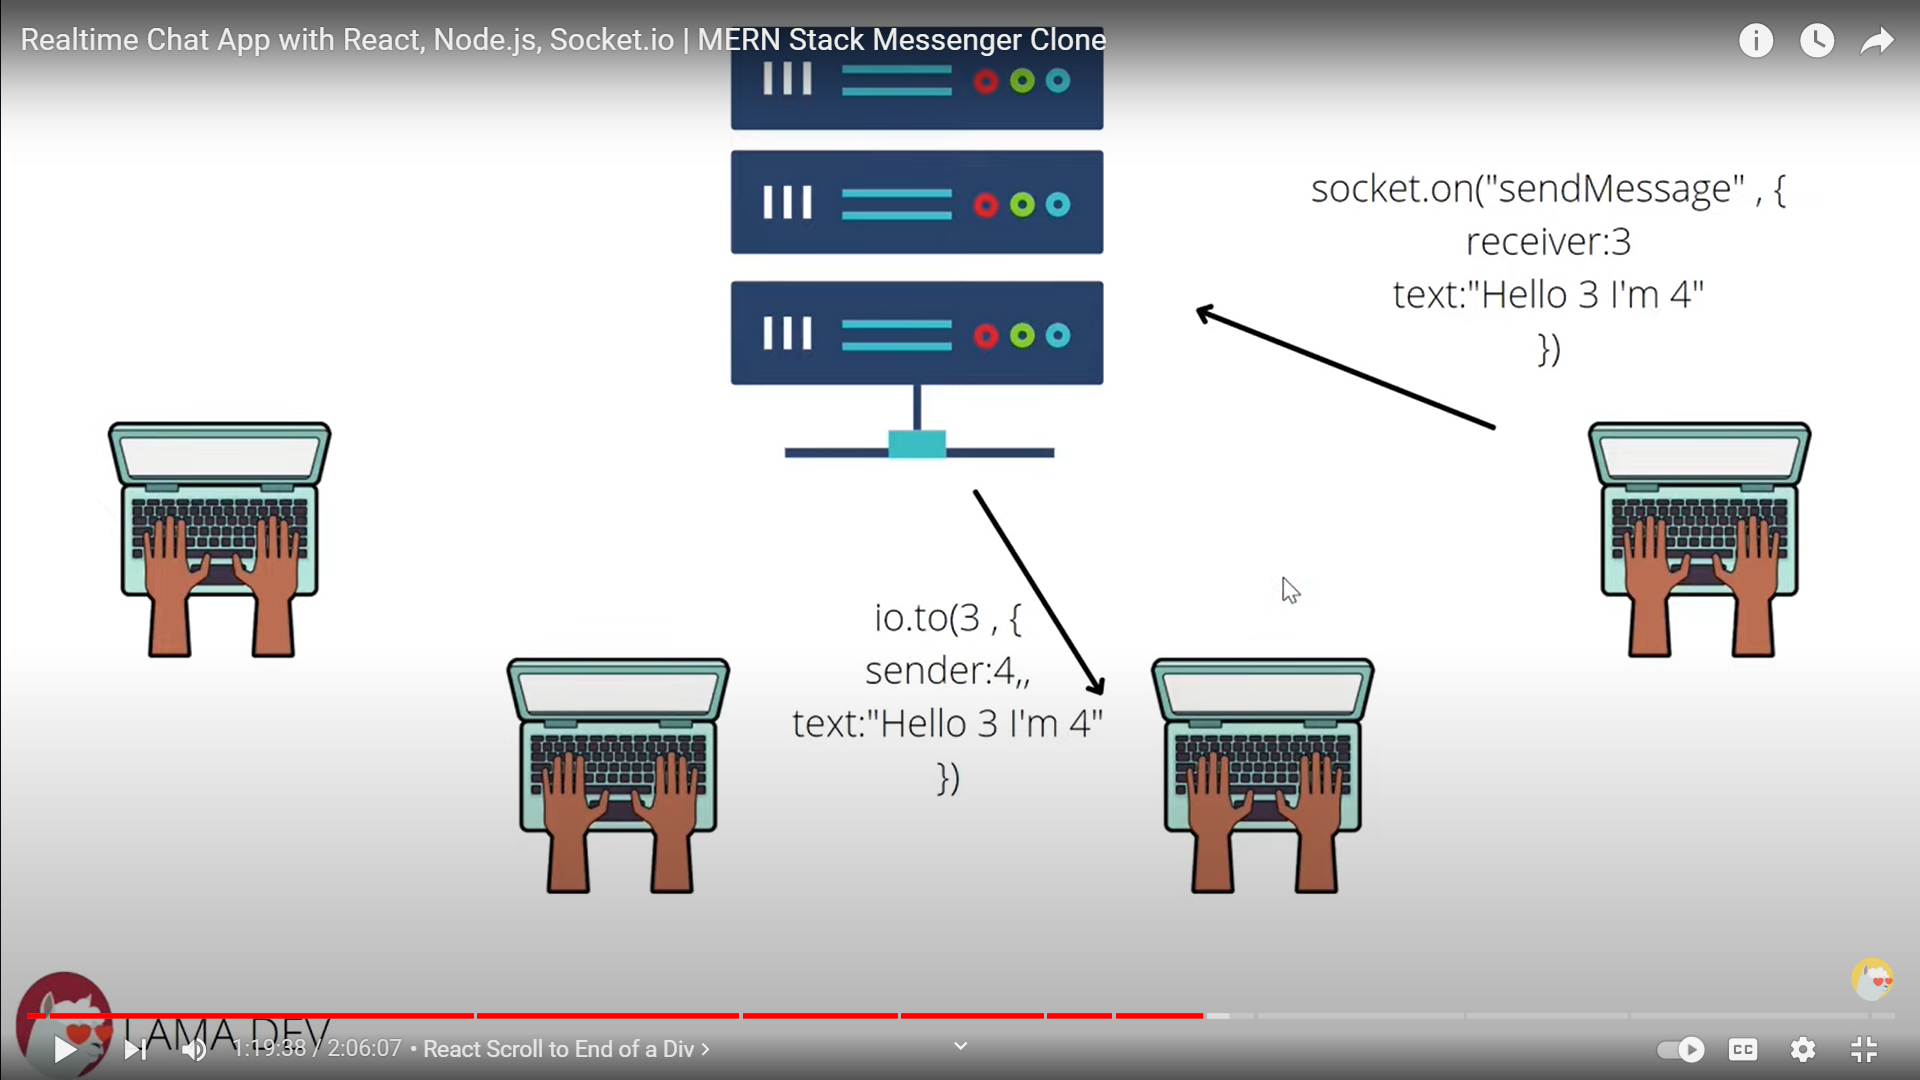 Realtime Chat App with React, Node.js, Socket.io | MERN Stack Messenger Clone
socket.on("sendMessage" , {
receiver:3
text:"Hello 3 I'm 4"
})
io.to(3 , {
sender:4,,
text:"Hello 3 I'm 4"
})
LAMA DEV
1:19:38 / 2:06:07 • React Scroll to End of a Div ›
CC